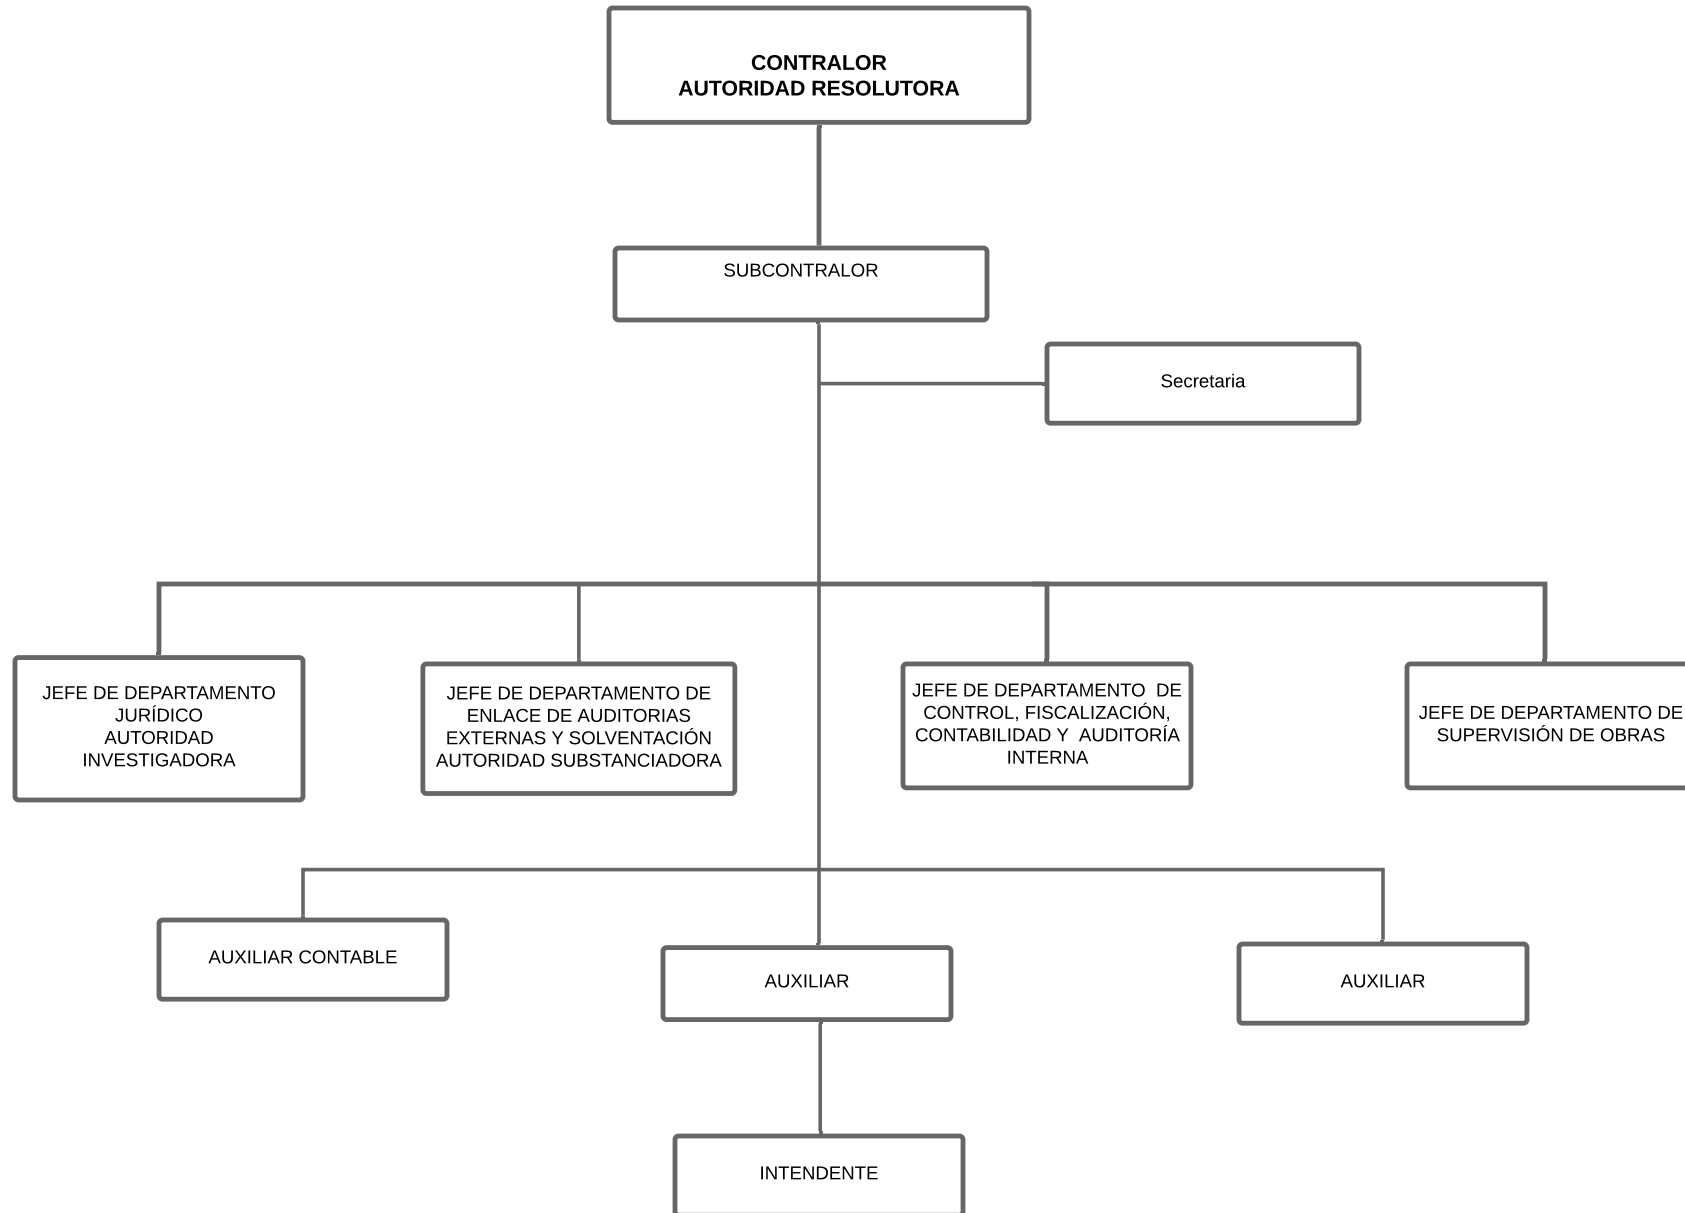 CONTRALOR
AUTORIDAD RESOLUTORA
SUBCONTRALOR
Secretaria
JEFE DE DEPARTAMENTO
JURÍDICO
AUTORIDAD
INVESTIGADORA
JEFE DE DEPARTAMENTO DE
ENLACE DE AUDITORIAS
EXTERNAS Y SOLVENTACIÓN
AUTORIDAD SUBSTANCIADORA
JEFE DE DEPARTAMENTO  DE
CONTROL, FISCALIZACIÓN,
CONTABILIDAD Y  AUDITORÍA
INTERNA
JEFE DE DEPARTAMENTO DE
SUPERVISIÓN DE OBRAS
AUXILIAR CONTABLE
AUXILIAR
AUXILIAR
INTENDENTE